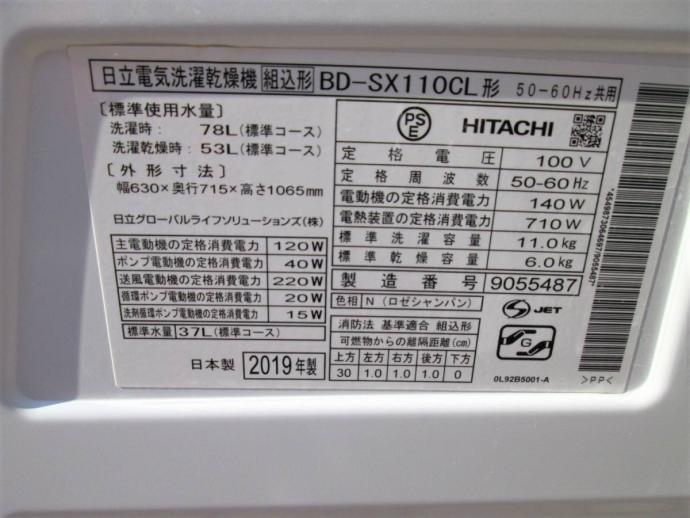 日立電気洗濯乾燥機 組込形 BD-SX110CL形 50-60Hz共用
[標準使用水量]
洗濯時: 78L(標準コース)
洗濯乾燥時: 53L(標準コース)
[外形寸法]
幅630×奥行715×高さ1065mm
日立グローバルライフソリューションズ(株)
主電動機の定格消費電力 120W
ポンプ電動機の定格消費電力 40W
送風電動機の定格消費電力 220W
循環ポンプ電動機の定格消費電力 20W
洗剤循環ポンプ電動機の定格消費電力 15W
標準水量 37L(標準コース)
日本製 2019年製
PSE HITACHI
定格電圧 100V
定格周波数 50-60Hz
電動機の定格消費電力 140W
電熱装置の定格消費電力 710W
標準洗濯容量 11.0kg
標準乾燥容量 6.0kg
製造番号 9055487
色相 N (ロゼシャンパン)
消防法 基準適合 組込形
可燃物からの離隔距離(cm)
上方 左方 右方 後方 下方
30 1.0 1.0 1.0 0
S JET
G
0L92B5001-A
>PP<